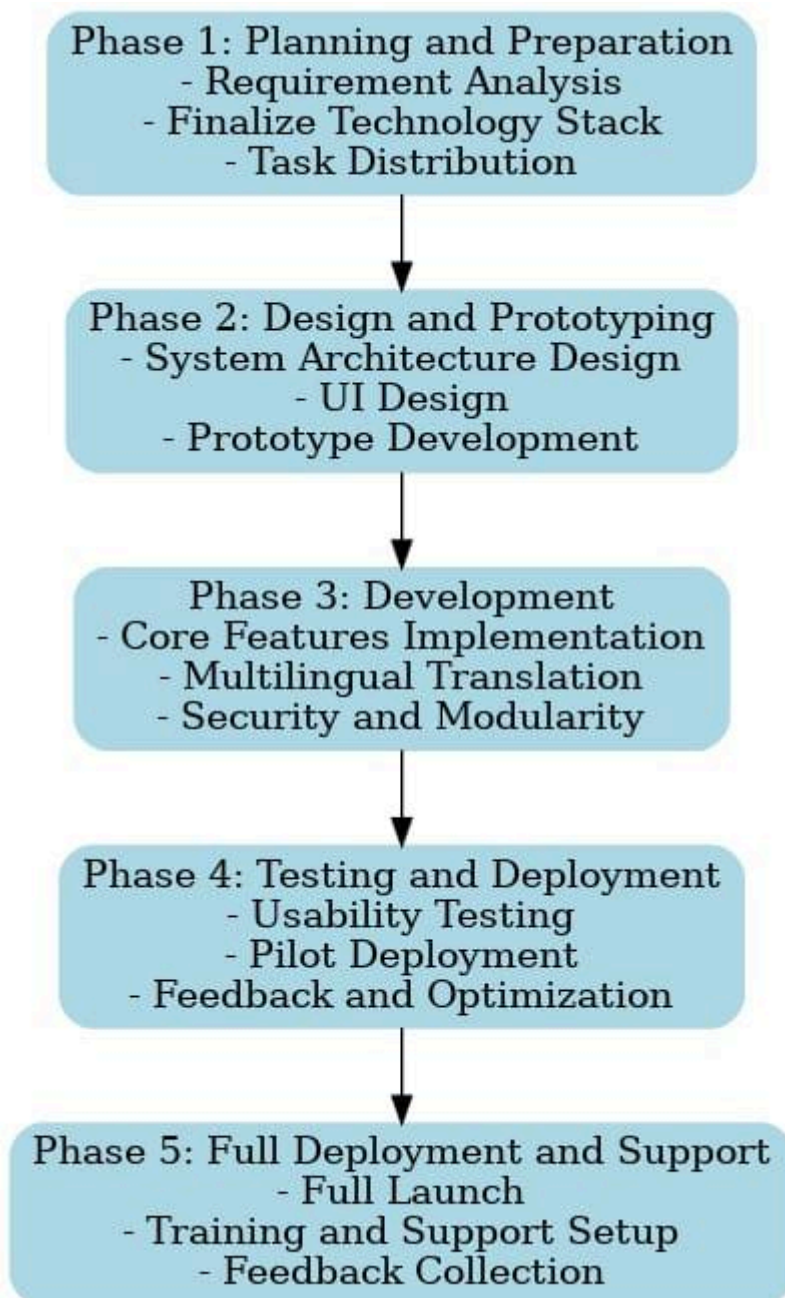 Phase 1: Planning and Preparation
- Requirement Analysis
- Finalize Technology Stack
- Task Distribution
Phase 2: Design and Prototyping
- System Architecture Design
- UI Design
- Prototype Development
Phase 3: Development
- Core Features Implementation
- Multilingual Translation
- Security and Modularity
Phase 4: Testing and Deployment
- Usability Testing
- Pilot Deployment
- Feedback and Optimization
Phase 5: Full Deployment and Support
- Full Launch
- Training and Support Setup
- Feedback Collection